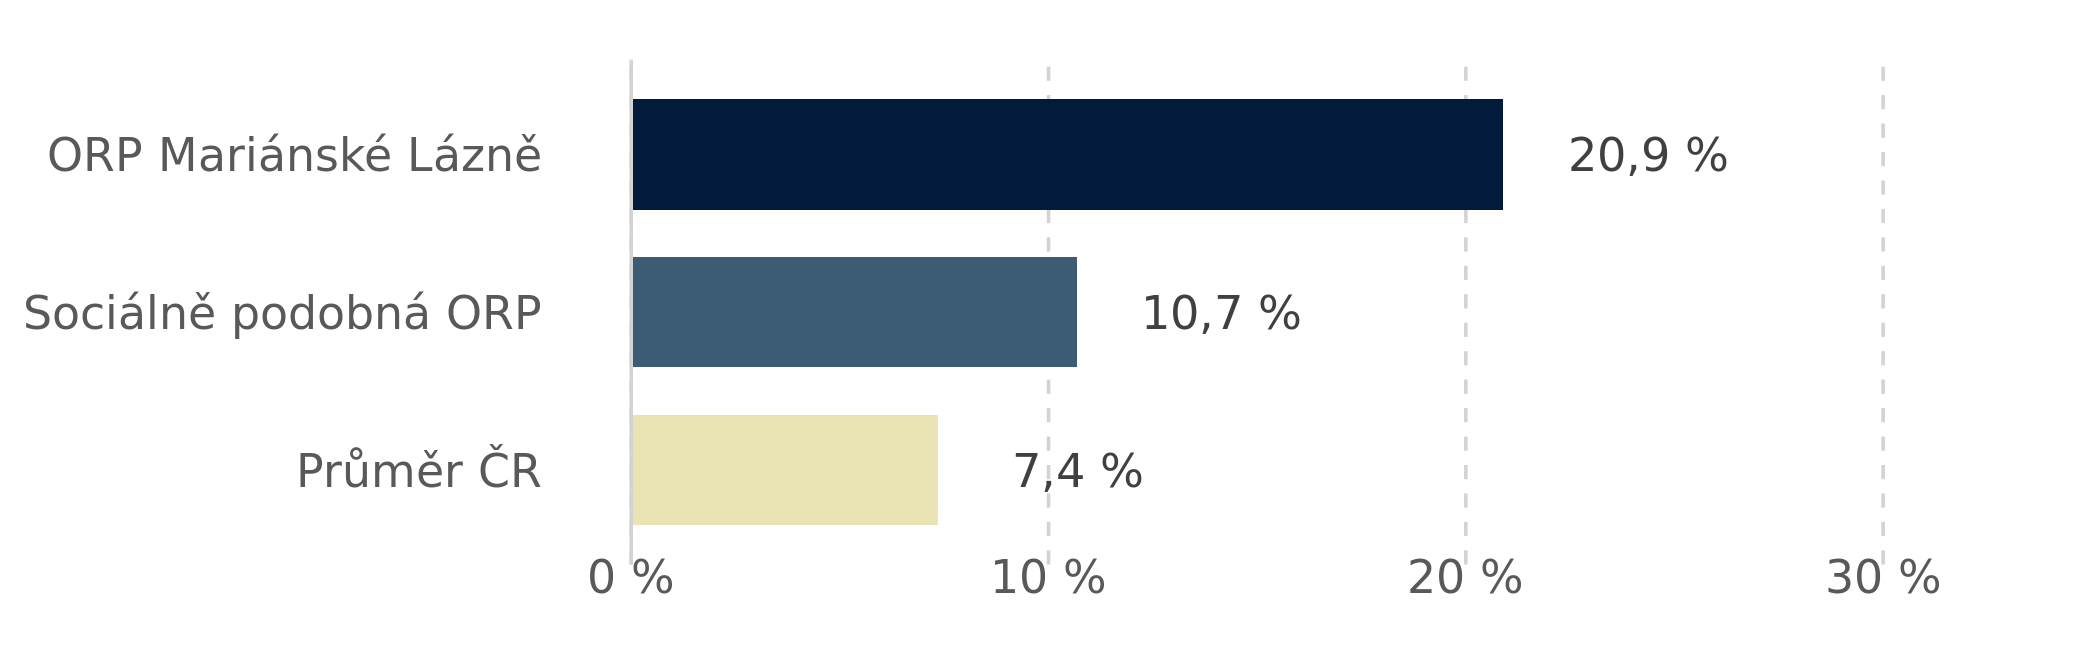 ORP Mariánské Lázně 20,9 %
Sociálně podobná ORP 10,7 %
Průměr ČR 7,4 %
0 % 10 % 20 % 30 %